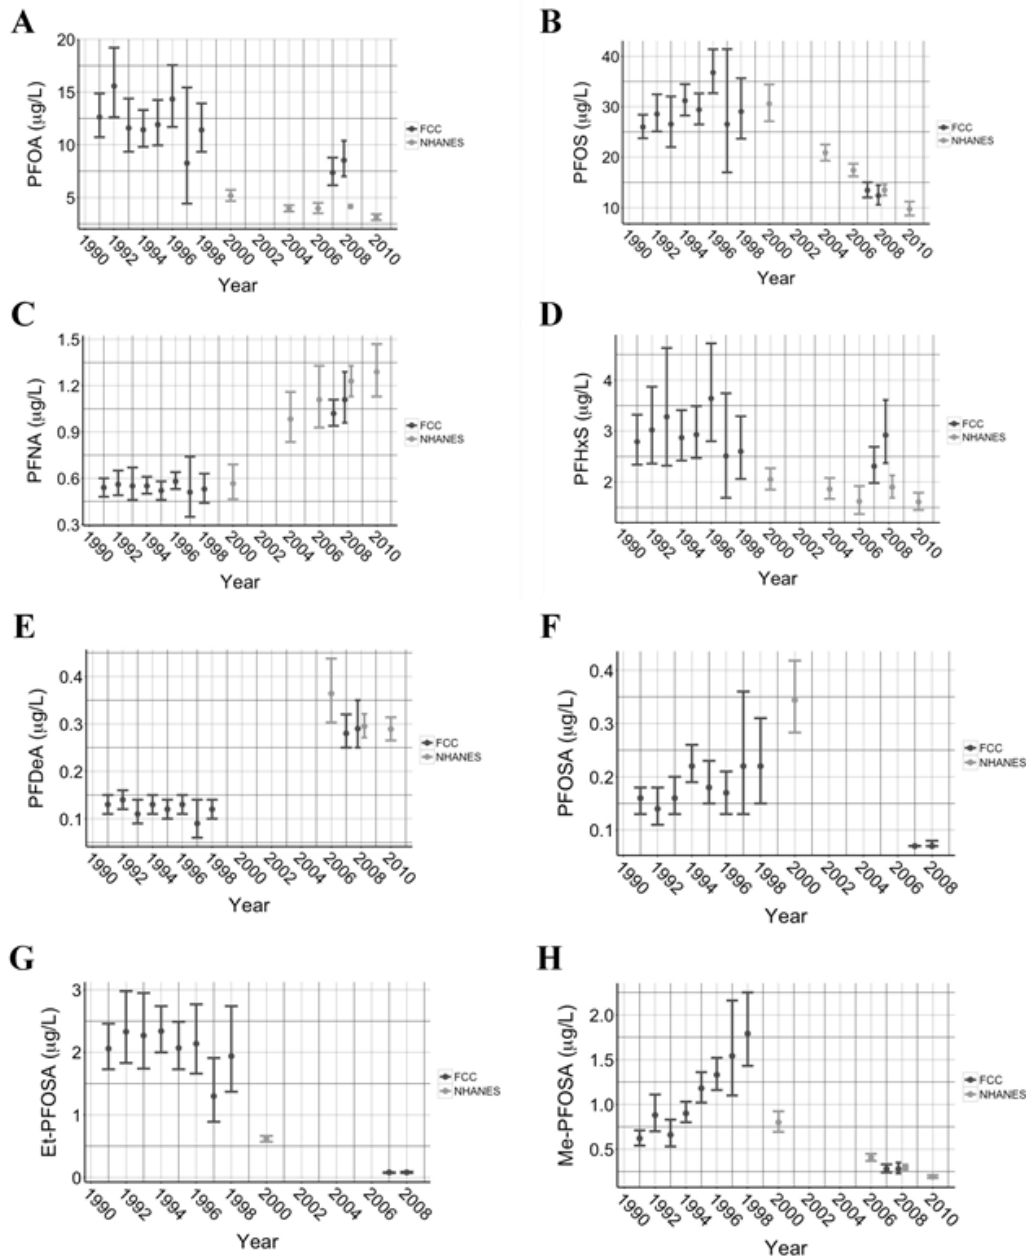 A
PFOA (µg/L)
20
15
10
5
1990 1992 1994 1996 1998 2000 2002 2004 2006 2008 2010
Year
FCC
NHANES
B
PFOS (µg/L)
40
30
20
10
1990 1992 1994 1996 1998 2000 2002 2004 2006 2008 2010
Year
FCC
NHANES
C
PFNA (µg/L)
1.5
1.2
0.9
0.6
0.3
1990 1992 1994 1996 1998 2000 2002 2004 2006 2008 2010
Year
FCC
NHANES
D
PFHxS (µg/L)
4
3
2
1990 1992 1994 1996 1998 2000 2002 2004 2006 2008 2010
Year
FCC
NHANES
E
PFDeA (µg/L)
0.4
0.3
0.2
0.1
1990 1992 1994 1996 1998 2000 2002 2004 2006 2008 2010
Year
FCC
NHANES
F
PFOSA (µg/L)
0.4
0.3
0.2
0.1
1990 1992 1994 1996 1998 2000 2002 2004 2006 2008
Year
FCC
NHANES
G
Et-PFOSA (µg/L)
3
2
1
0
1990 1992 1994 1996 1998 2000 2002 2004 2006 2008
Year
FCC
NHANES
H
Me-PFOSA (µg/L)
2.0
1.5
1.0
0.5
1990 1992 1994 1996 1998 2000 2002 2004 2006 2008 2010
Year
FCC
NHANES